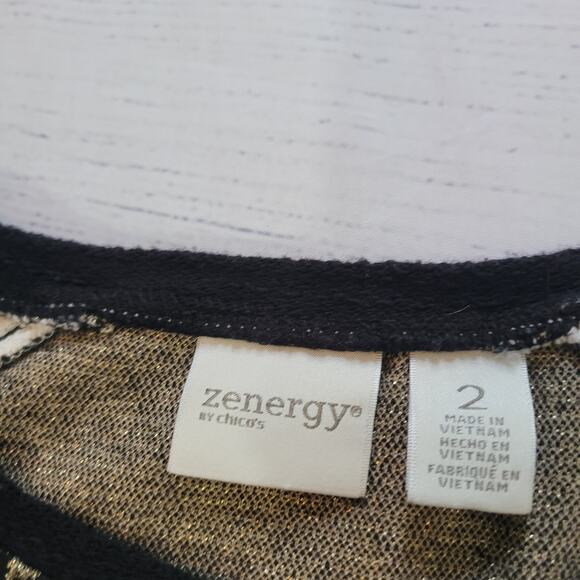 zenergy®
BY chico's
2
MADE IN
VIETNAM
HECHO EN
VIETNAM
FABRIQUÉ EN
VIETNAM